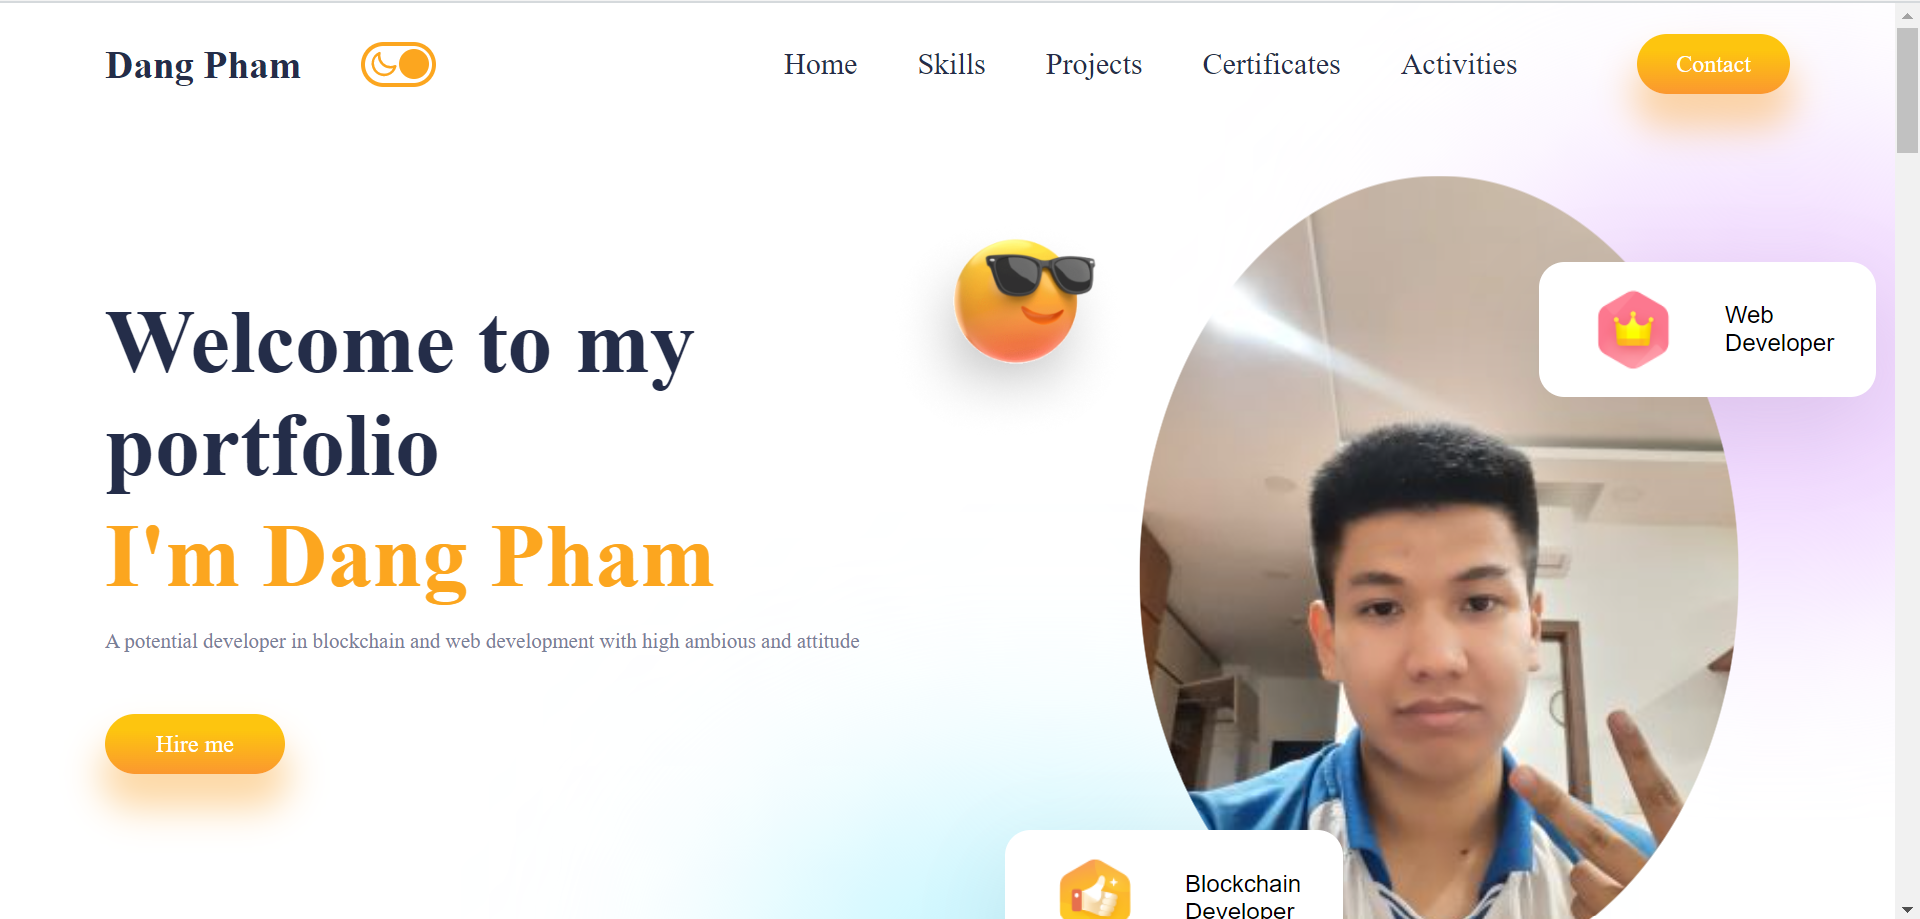 Dang Pham
Home Skills Projects Certificates Activities
Contact
Welcome to my
portfolio
I'm Dang Pham
A potential developer in blockchain and web development with high ambious and attitude
Hire me
Web
Developer
Blockchain
Developer